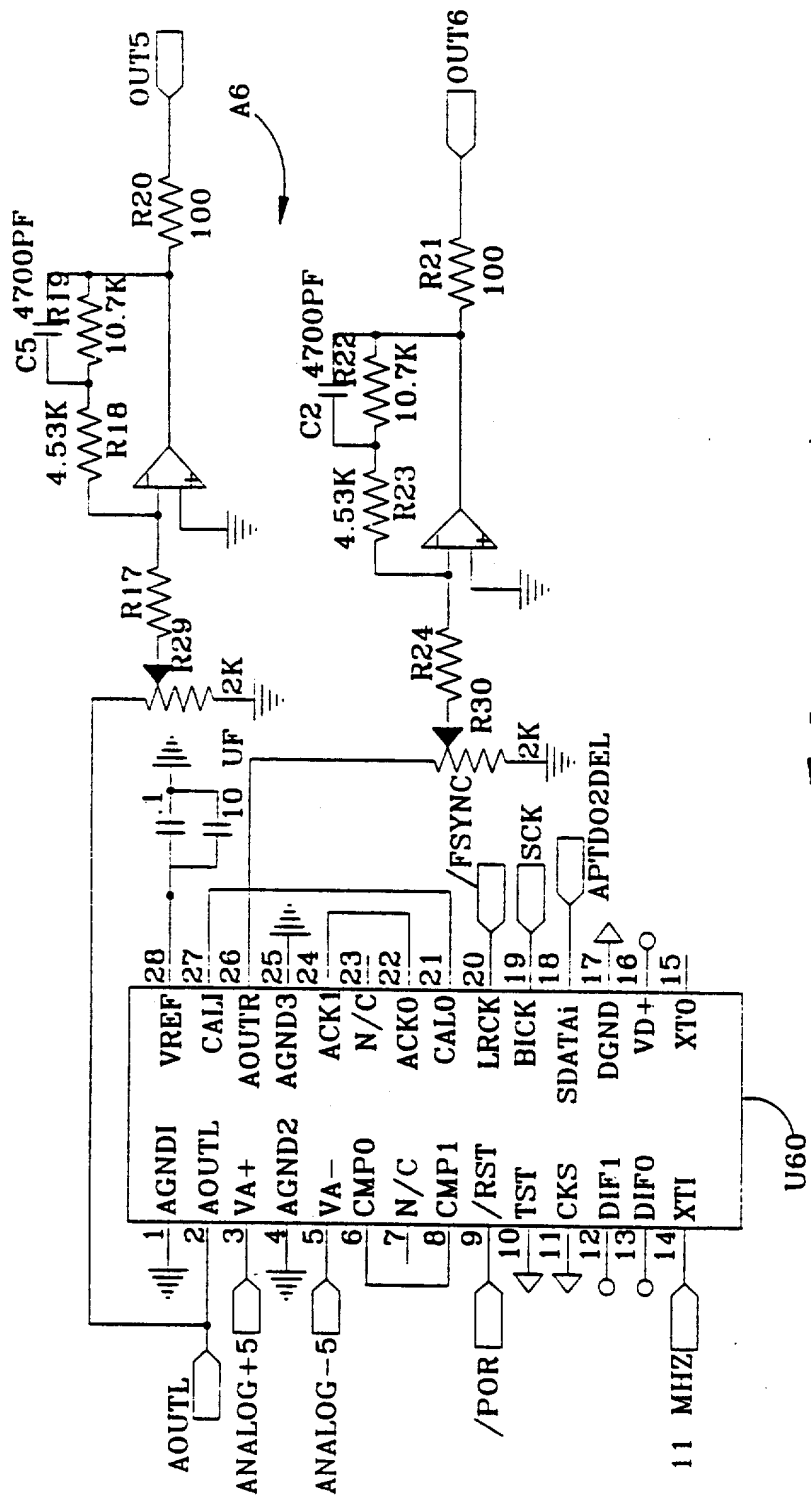 AOUTL
ANALOG+5
ANALOG-5
/POR
11 MHZ
1
2
3
4
5
6
7
8
9
10
11
12
13
14
AGND1
AOUTL
VA+
AGND2
VA-
CMP0
N/C
CMP1
/RST
TST
CKS
DIF1
DIF0
XTI
U60
VREF
CALI
AOUTR
AGND3
ACK1
N/C
ACK0
CAL0
LRCK
BICK
SDATAi
DGND
VD+
XTO
28
27
26
25
24
23
22
21
20
19
18
17
16
15
.1
10 UF
/FSYNC
SCK
APTDO2DEL
2K
R29
R17
4.53K
R18
C5 4700PF
R19
10.7K
R20
100
OUT5
A6
2K
R30
R24
4.53K
R23
C2 4700PF
R22
10.7K
R21
100
OUT6
- +
- +